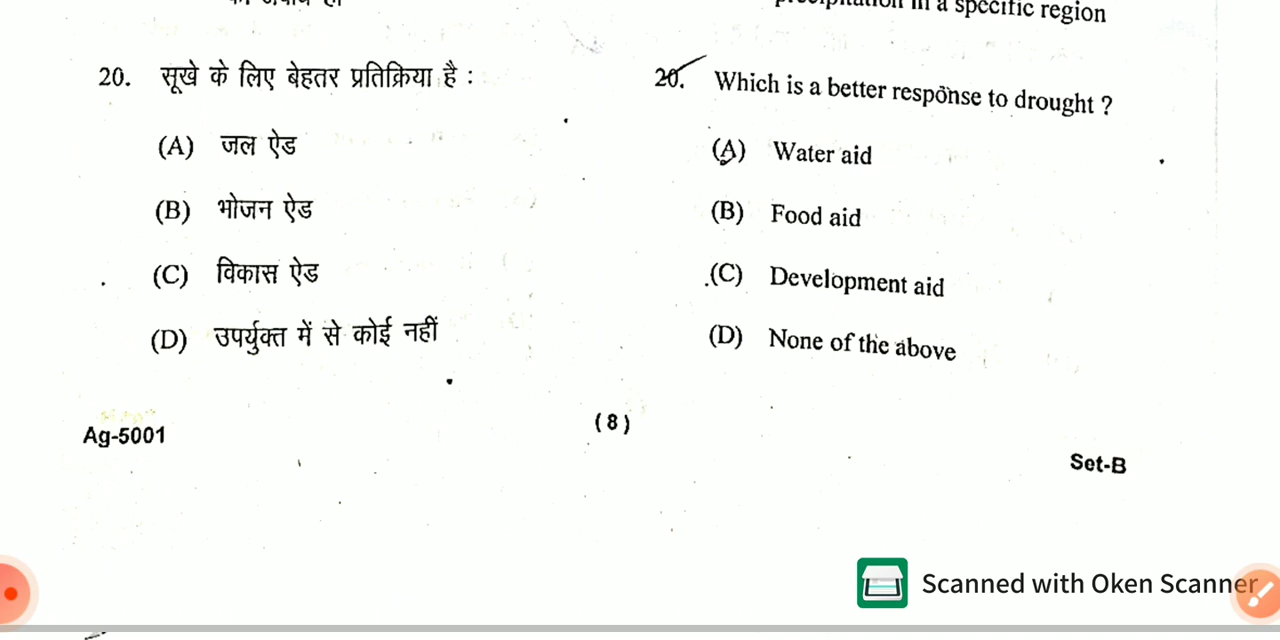 precipitation in a specific region
20. सूखे के लिए बेहतर प्रतिक्रिया है :
(A) जल ऐड
(B) भोजन ऐड
(C) विकास ऐड
(D) उपर्युक्त में से कोई नहीं
20. Which is a better response to drought ?
(A) Water aid
(B) Food aid
(C) Development aid
(D) None of the above
Ag-5001
(8)
Set-B
Scanned with Oken Scanner